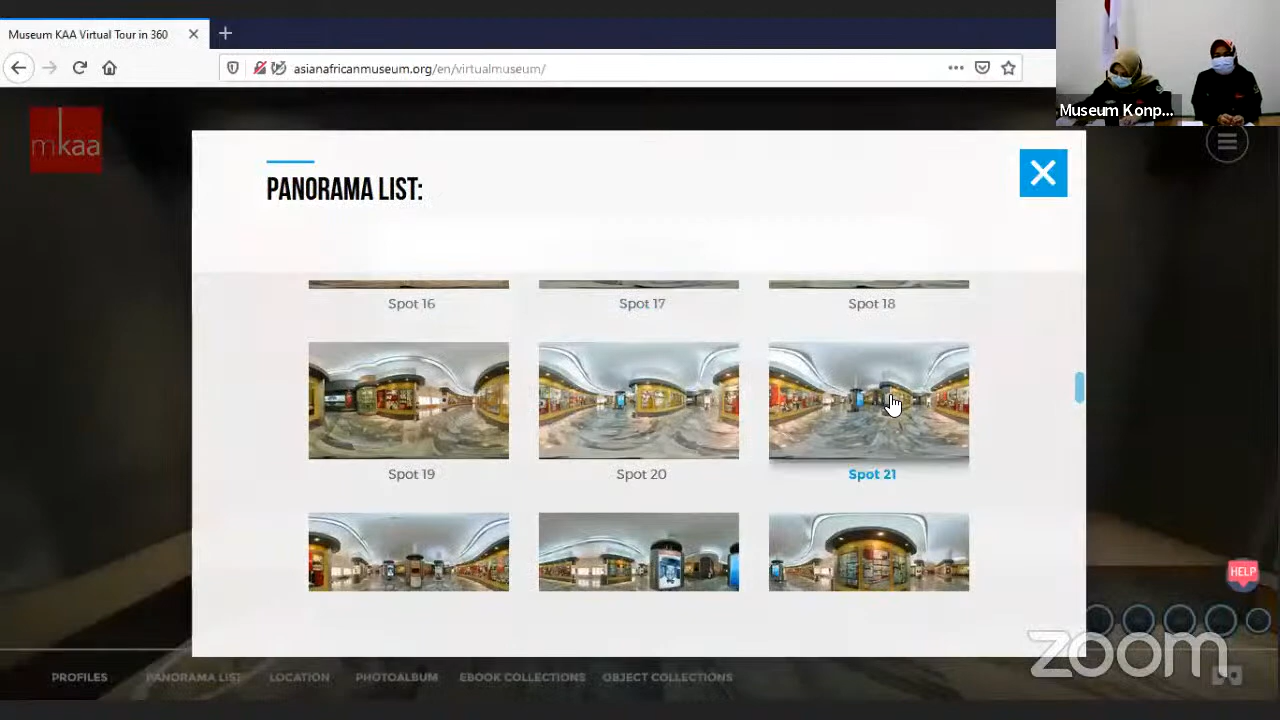 Museum KAA Virtual Tour in 360
asianafricanmuseum.org/en/virtualmuseum/
Museum Konp...
mkaa
PANORAMA LIST:
Spot 16
Spot 17
Spot 18
Spot 19
Spot 20
Spot 21
HELP
zoom
PROFILES
PANORAMA LIST
LOCATION
PHOTOALBUM
EBOOK COLLECTIONS
OBJECT COLLECTIONS